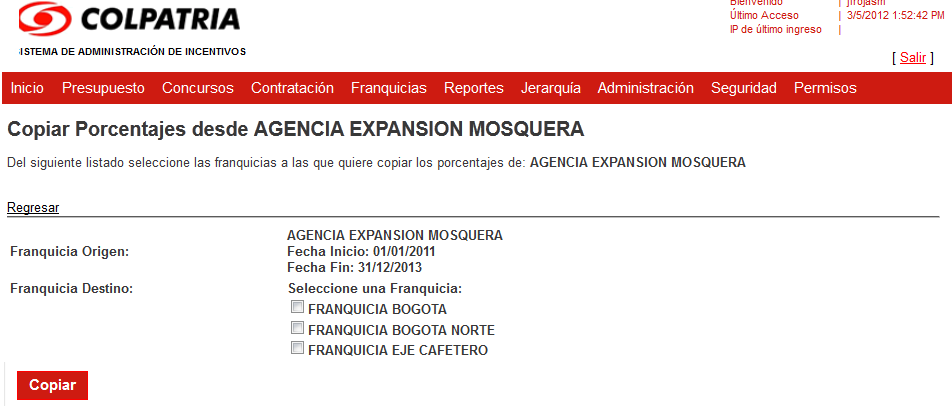 COLPATRIA
Bienvenido | jfrojasm
Último Acceso | 3/5/2012 1:52:42 PM
IP de último ingreso |
ISTEMA DE ADMINISTRACIÓN DE INCENTIVOS
[ Salir ]
Inicio Presupuesto Concursos Contratación Franquicias Reportes Jerarquía Administración Seguridad Permisos
Copiar Porcentajes desde AGENCIA EXPANSION MOSQUERA
Del siguiente listado seleccione las franquicias a las que quiere copiar los porcentajes de: AGENCIA EXPANSION MOSQUERA
Regresar
Franquicia Origen:
AGENCIA EXPANSION MOSQUERA
Fecha Inicio: 01/01/2011
Fecha Fin: 31/12/2013
Franquicia Destino:
Seleccione una Franquicia:
FRANQUICIA BOGOTA
FRANQUICIA BOGOTA NORTE
FRANQUICIA EJE CAFETERO
Copiar